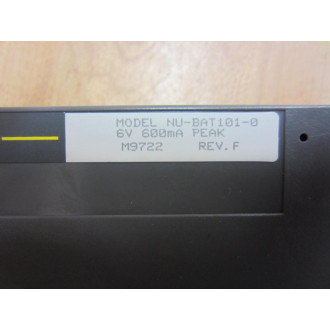 MODEL NU-BAT101-0
6V 600mA PEAK
M9722 REV.F